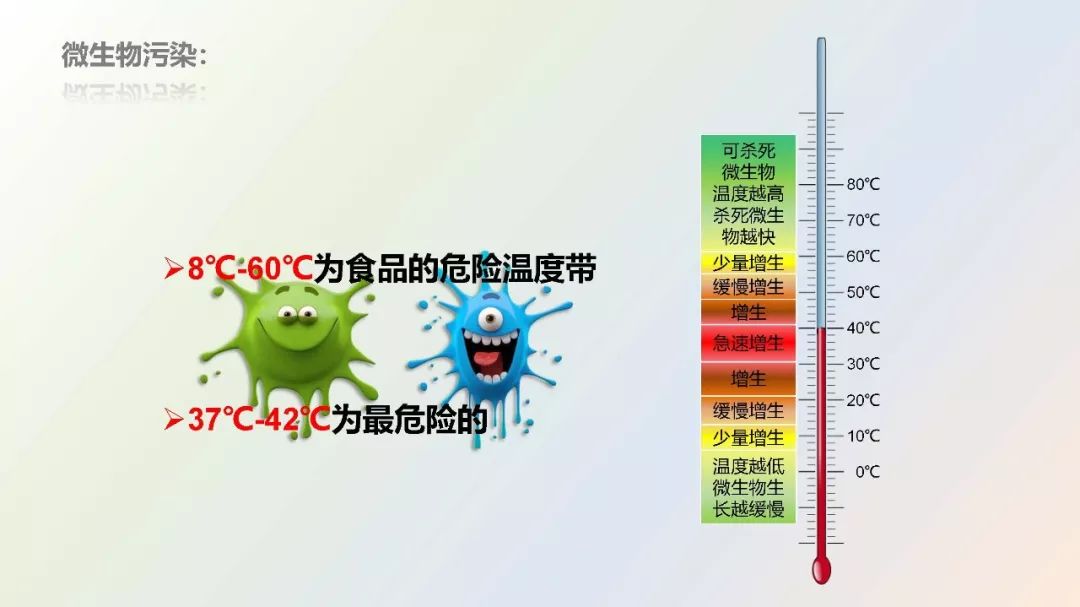 微生物污染：
➢8℃-60℃为食品的危险温度带
➢37℃-42℃为最危险的
可杀死
微生物
温度越高
杀死微生
物越快
少量增生
缓慢增生
增生
急速增生
增生
缓慢增生
少量增生
温度越低
微生物生
长越缓慢
80℃
70℃
60℃
50℃
40℃
30℃
20℃
10℃
0℃